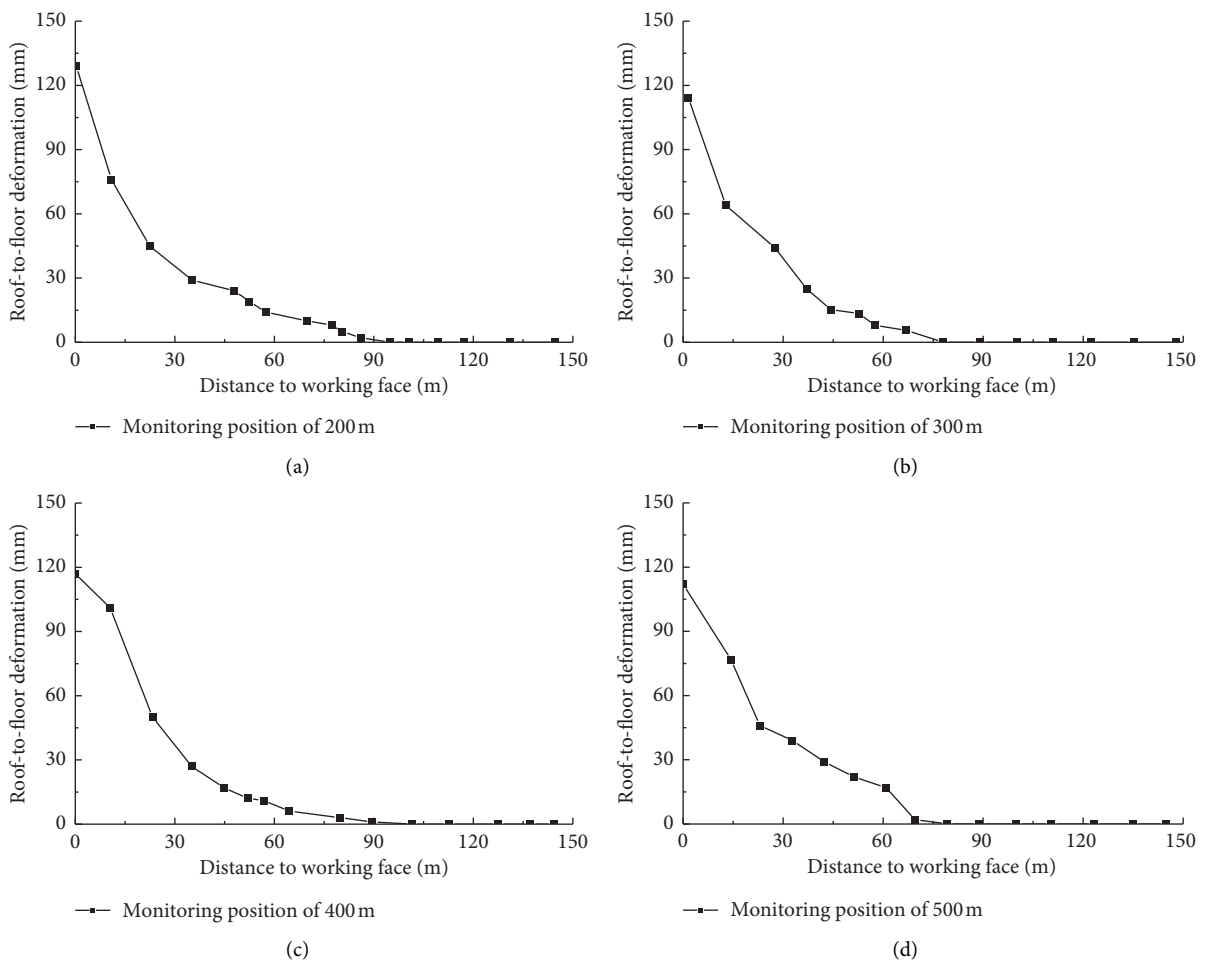 150
120
90
60
30
0
Roof-to-floor deformation (mm)
0 30 60 90 120 150
Distance to working face (m)
Monitoring position of 200 m
(a)
150
120
90
60
30
0
Roof-to-floor deformation (mm)
0 30 60 90 120 150
Distance to working face (m)
Monitoring position of 300 m
(b)
150
120
90
60
30
0
Roof-to-floor deformation (mm)
0 30 60 90 120 150
Distance to working face (m)
Monitoring position of 400 m
(c)
150
120
90
60
30
0
Roof-to-floor deformation (mm)
0 30 60 90 120 150
Distance to working face (m)
Monitoring position of 500 m
(d)